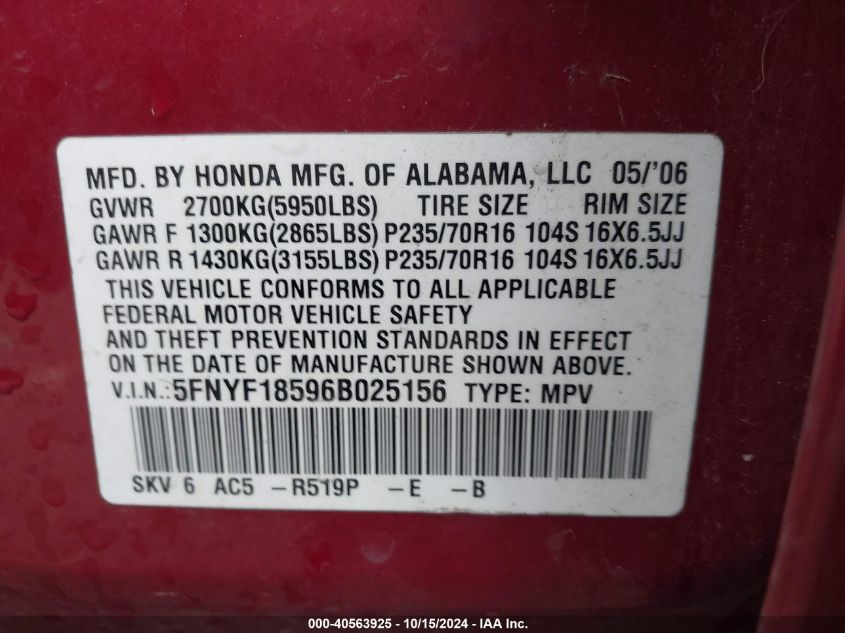 MFD. BY HONDA MFG. OF ALABAMA, LLC 05/'06
GVWR 2700KG(5950LBS) TIRE SIZE RIM SIZE
GAWR F 1300KG(2865LBS) P235/70R16 104S 16X6.5JJ
GAWR R 1430KG(3155LBS) P235/70R16 104S 16X6.5JJ
THIS VEHICLE CONFORMS TO ALL APPLICABLE
FEDERAL MOTOR VEHICLE SAFETY
AND THEFT PREVENTION STANDARDS IN EFFECT
ON THE DATE OF MANUFACTURE SHOWN ABOVE.
V.I.N.:5FNYF18596B025156 TYPE: MPV
SKV 6 AC5 -R519P -E -B
000-40563925 - 10/15/2024 - IAA Inc.